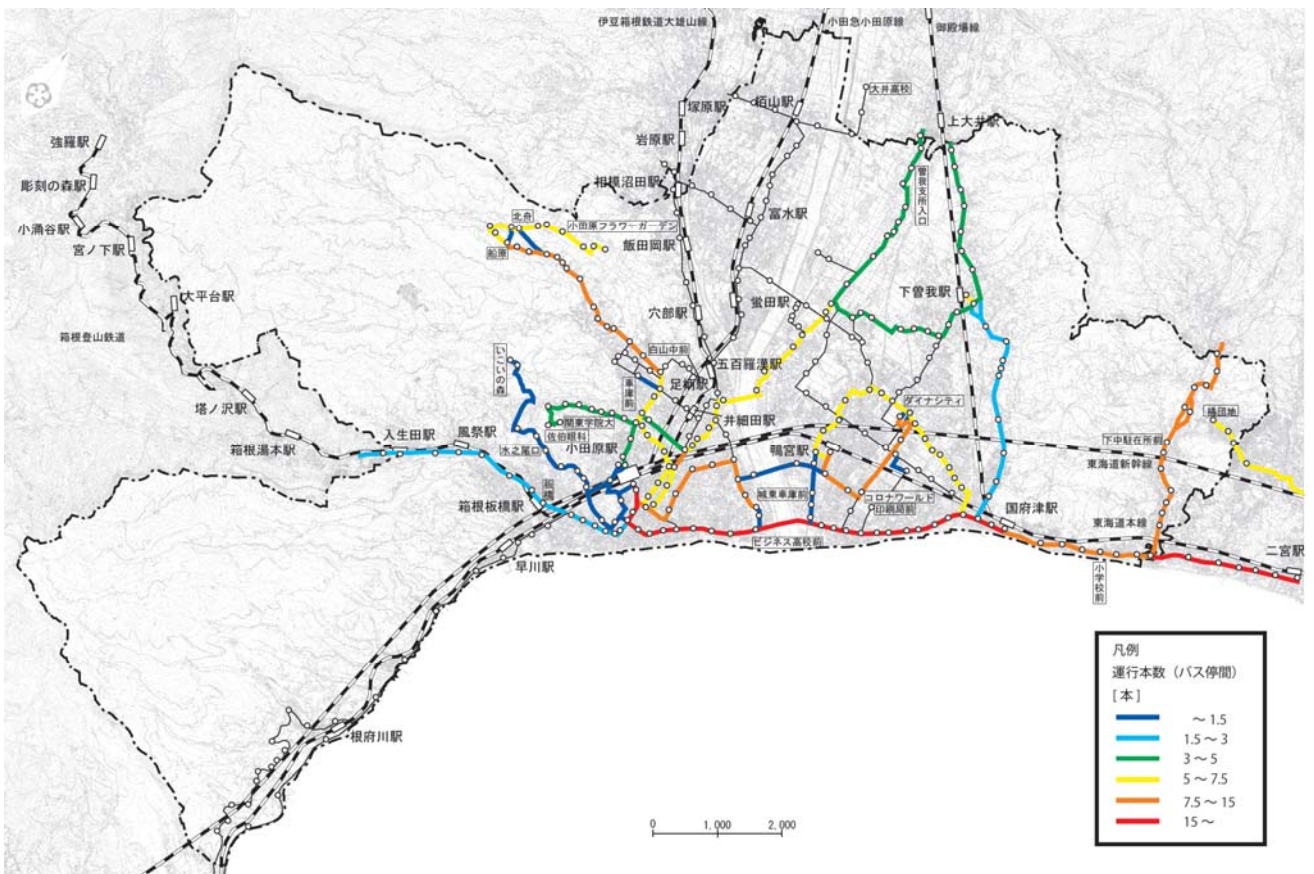 伊豆箱根鉄道大雄山線
小田急小田原線
御殿場線
塚原駅
栢山駅
大井高校
上大井駅
岩原駅
強羅駅
彫刻の森駅
相模沼田駅
曽我支所入口
小涌谷駅
富水駅
北舟
小田原フラワーガーデン
宮ノ下駅
飯田岡駅
船原
大平台駅
下曽我駅
蛍田駅
穴部駅
箱根登山鉄道
白山中前
いこいの森
五百羅漢駅
車庫前
足柄駅
塔ノ沢駅
ダイナシティ
橘団地
関東学院大
井細田駅
入生田駅
風祭駅
佐伯眼科
下中駐在所前
箱根湯本駅
水之尾口
小田原駅
鴨宮駅
東海道新幹線
板橋
城東車庫前
コロナワールド
箱根板橋駅
印刷局前
国府津駅
東海道本線
ビジネス高校前
二宮駅
早川駅
小学校前
根府川駅
凡例
運行本数（バス停間）
[本]
～1.5
1.5～3
3～5
5～7.5
7.5～15
15～
0 1,000 2,000